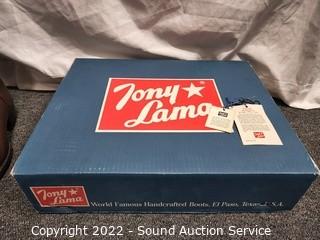 Tony
Lama
®
Tony
Lama
World Famous Handcrafted Boots, El Paso, Texas, U.S.A.
Copyright 2022 - Sound Auction Service